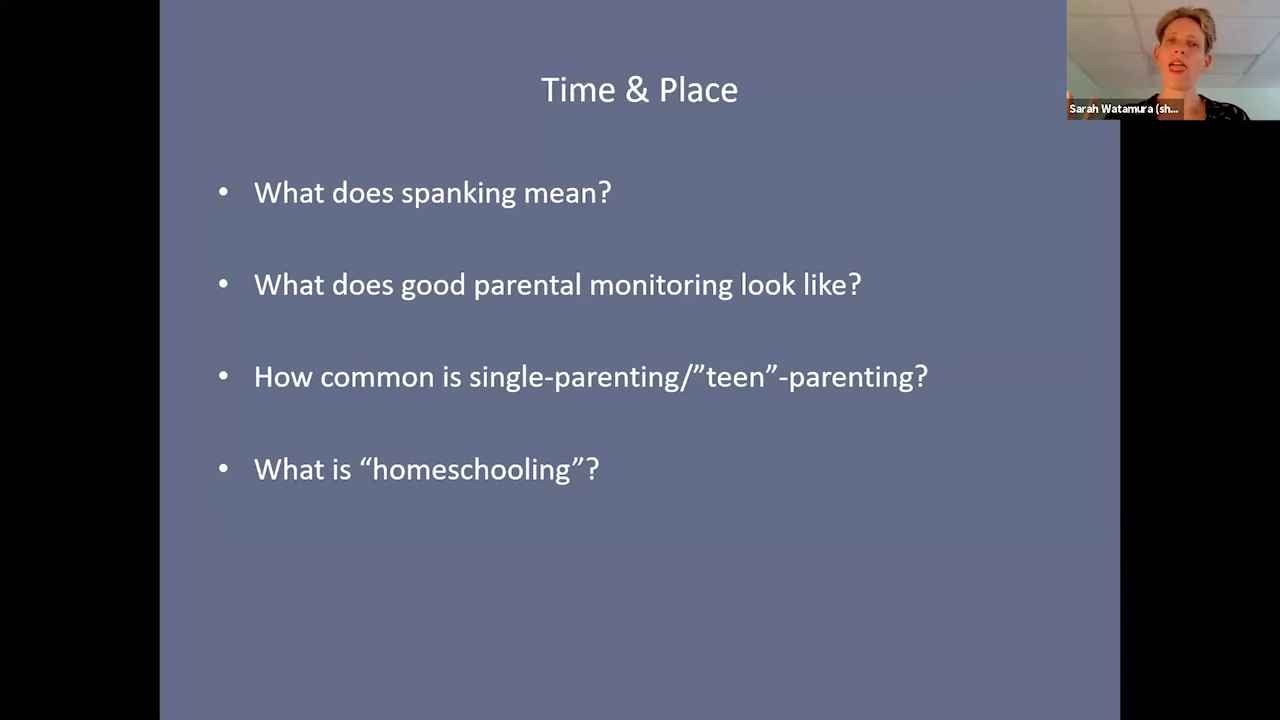 Time & Place
Sarah Watamura (sh...
• What does spanking mean?
• What does good parental monitoring look like?
• How common is single-parenting/”teen”-parenting?
• What is “homeschooling”?